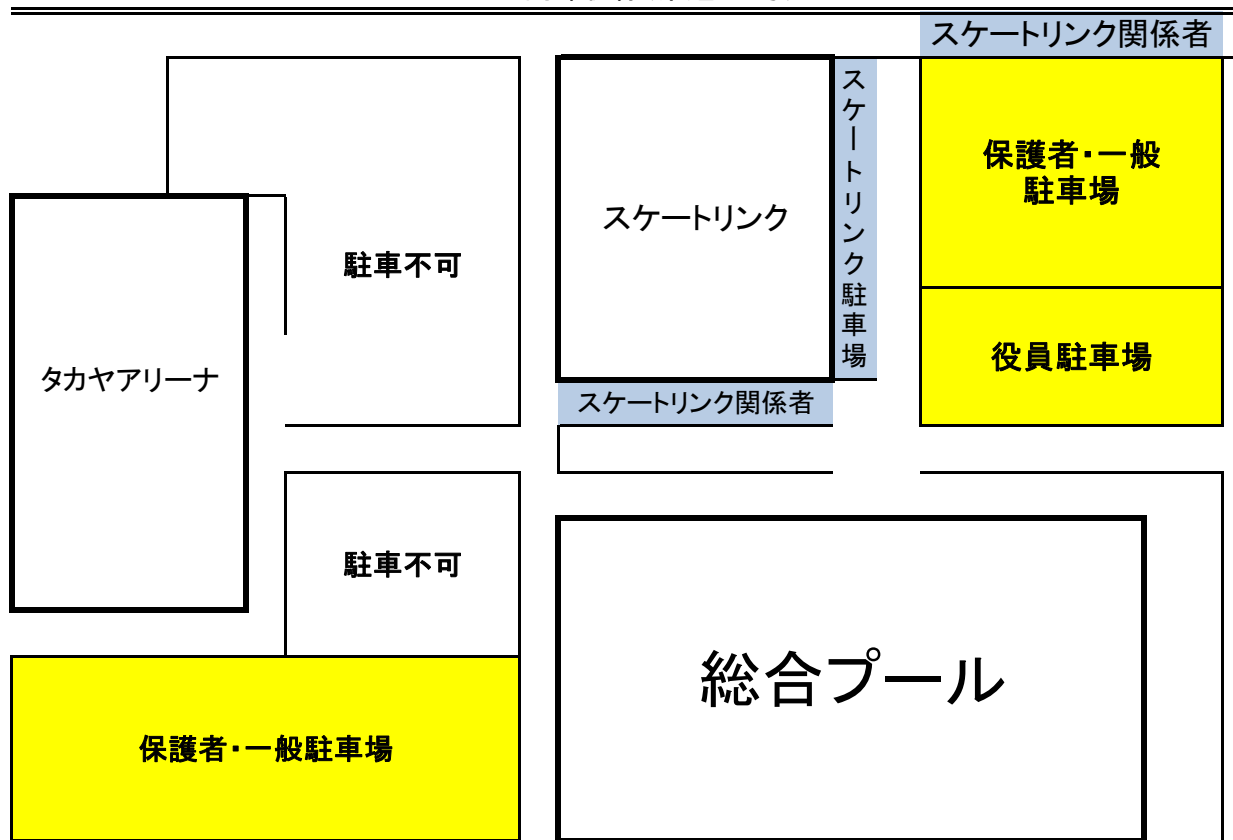 スケートリンク関係者
スケートリンク駐車場
保護者・一般
駐車場
スケートリンク
駐車不可
役員駐車場
タカヤアリーナ
スケートリンク関係者
駐車不可
総合プール
保護者・一般駐車場